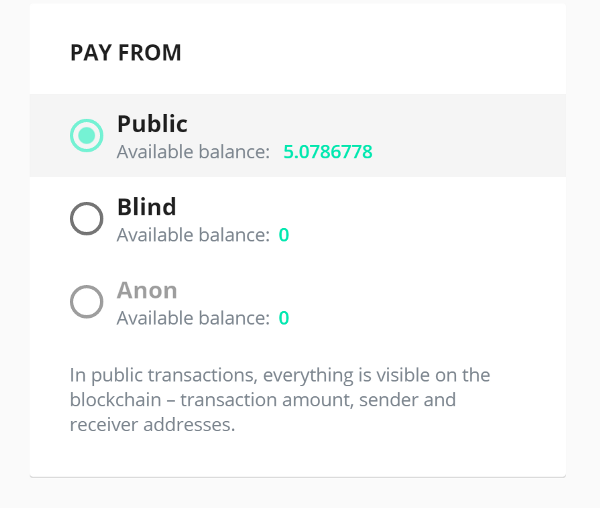 PAY FROM
Public
Available balance: 5.0786778
Blind
Available balance: 0
Anon
Available balance: 0
In public transactions, everything is visible on the
blockchain – transaction amount, sender and
receiver addresses.